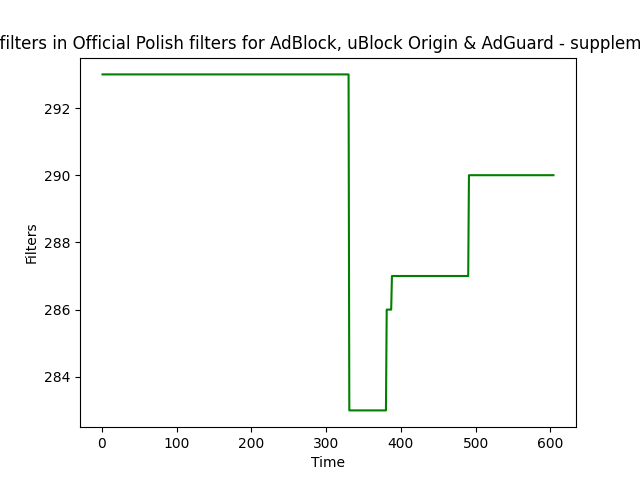 filters in Official Polish filters for AdBlock, uBlock Origin & AdGuard - supplem
292
290
288
286
284
Filters
0 100 200 300 400 500 600
Time